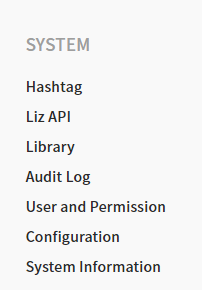 SYSTEM
Hashtag
Liz API
Library
Audit Log
User and Permission
Configuration
System Information